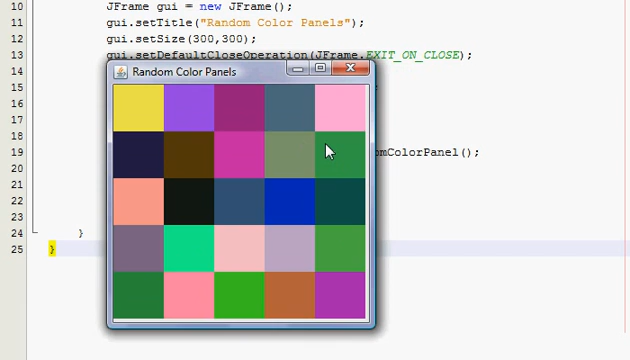 10 JFrame gui = new JFrame();
11 gui.setTitle("Random Color Panels");
12 gui.setSize(300,300);
13 gui.setDefaultCloseOperation(JFrame.EXIT_ON_CLOSE);
14
Random Color Panels
15 ;
16
17
18
19 omColorPanel();
20
21
22
23
24 }
25 }